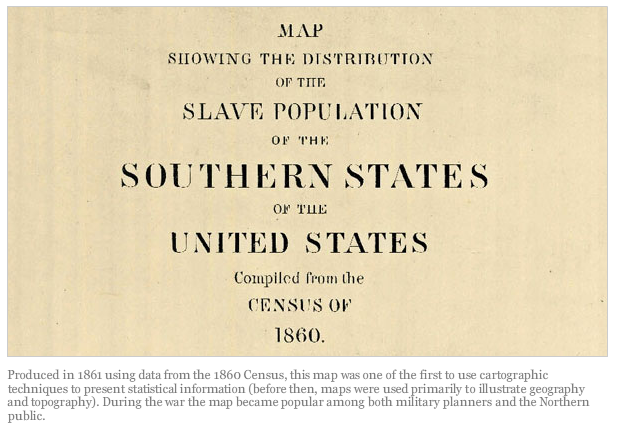 MAP
SHOWING THE DISTRIBUTION
OF THE
SLAVE POPULATION
OF THE
SOUTHERN STATES
OF THE
UNITED STATES
Compiled from the
CENSUS OF
1860.
Produced in 1861 using data from the 1860 Census, this map was one of the first to use cartographic
techniques to present statistical information (before then, maps were used primarily to illustrate geography
and topography). During the war the map became popular among both military planners and the Northern
public.